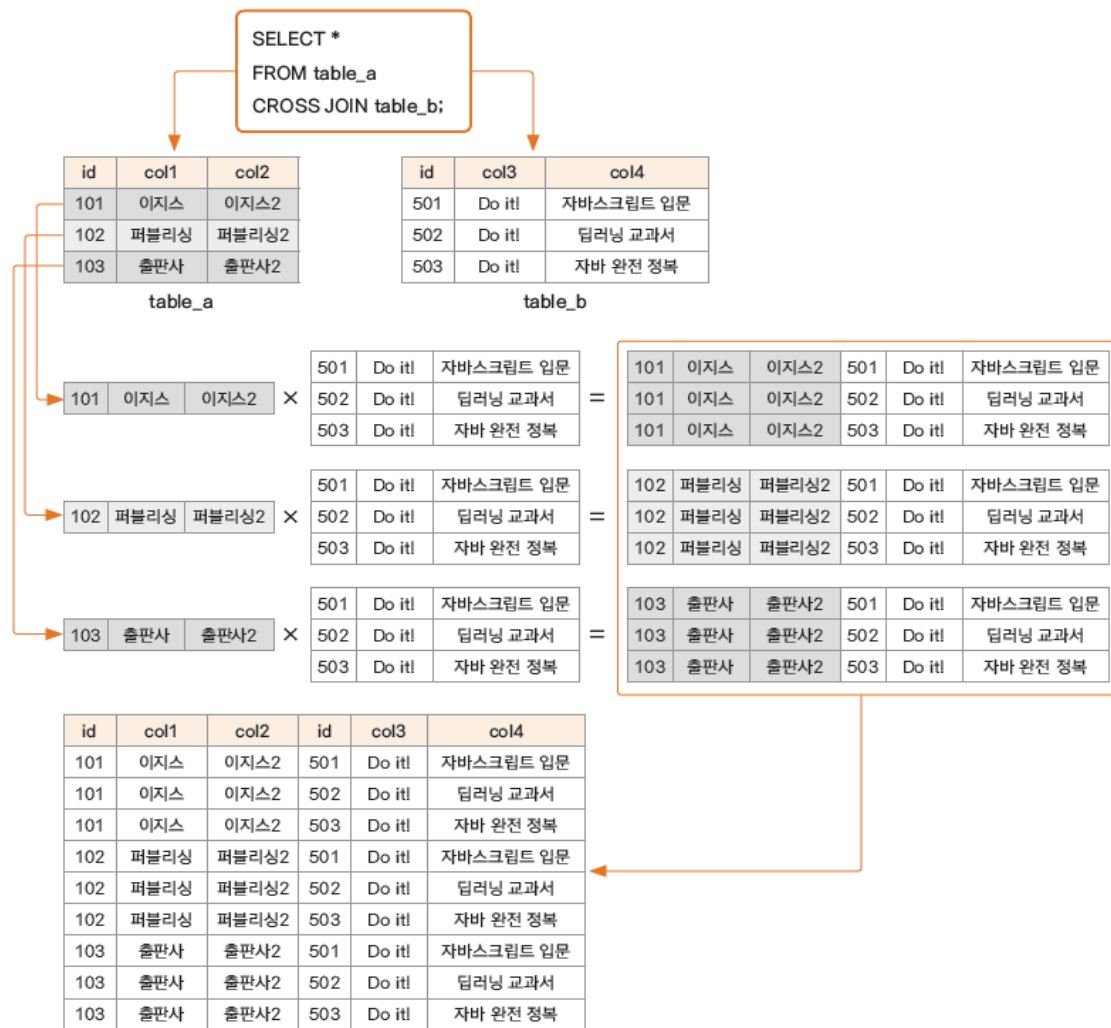 SELECT *
FROM table_a
CROSS JOIN table_b;
id col1 col2
101 이지스 이지스2
102 퍼블리싱 퍼블리싱2
103 출판사 출판사2
table_a
id col3 col4
501 Do it! 자바스크립트 입문
502 Do it! 딥러닝 교과서
503 Do it! 자바 완전 정복
table_b
101 이지스 이지스2 ×
501 Do it! 자바스크립트 입문
502 Do it! 딥러닝 교과서
503 Do it! 자바 완전 정복
=
101 이지스 이지스2 501 Do it! 자바스크립트 입문
101 이지스 이지스2 502 Do it! 딥러닝 교과서
101 이지스 이지스2 503 Do it! 자바 완전 정복
102 퍼블리싱 퍼블리싱2 ×
501 Do it! 자바스크립트 입문
502 Do it! 딥러닝 교과서
503 Do it! 자바 완전 정복
=
102 퍼블리싱 퍼블리싱2 501 Do it! 자바스크립트 입문
102 퍼블리싱 퍼블리싱2 502 Do it! 딥러닝 교과서
102 퍼블리싱 퍼블리싱2 503 Do it! 자바 완전 정복
103 출판사 출판사2 ×
501 Do it! 자바스크립트 입문
502 Do it! 딥러닝 교과서
503 Do it! 자바 완전 정복
=
103 출판사 출판사2 501 Do it! 자바스크립트 입문
103 출판사 출판사2 502 Do it! 딥러닝 교과서
103 출판사 출판사2 503 Do it! 자바 완전 정복
id col1 col2 id col3 col4
101 이지스 이지스2 501 Do it! 자바스크립트 입문
101 이지스 이지스2 502 Do it! 딥러닝 교과서
101 이지스 이지스2 503 Do it! 자바 완전 정복
102 퍼블리싱 퍼블리싱2 501 Do it! 자바스크립트 입문
102 퍼블리싱 퍼블리싱2 502 Do it! 딥러닝 교과서
102 퍼블리싱 퍼블리싱2 503 Do it! 자바 완전 정복
103 출판사 출판사2 501 Do it! 자바스크립트 입문
103 출판사 출판사2 502 Do it! 딥러닝 교과서
103 출판사 출판사2 503 Do it! 자바 완전 정복